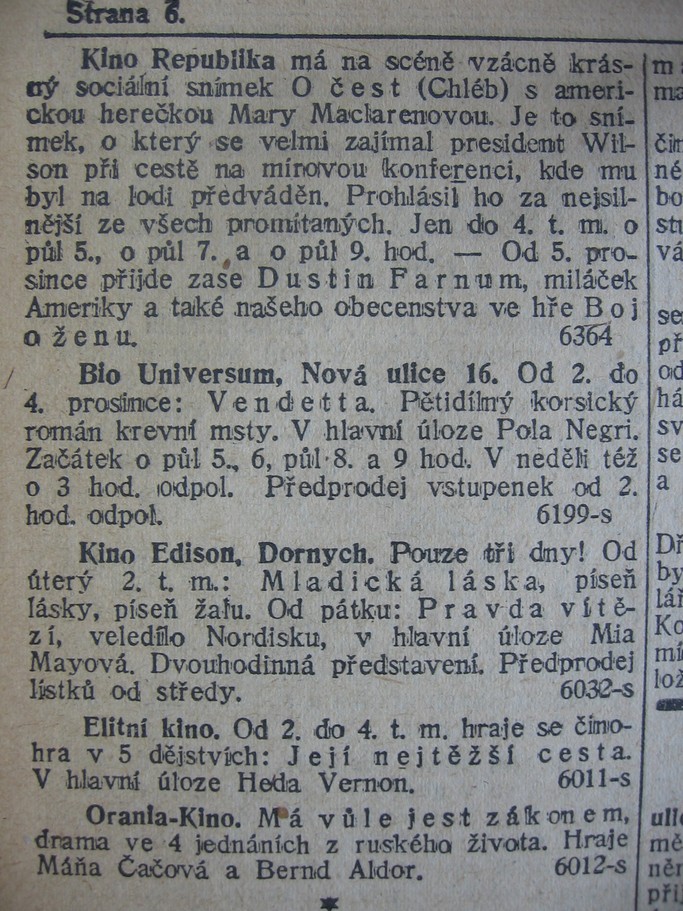 Strana 6.
Kino Republika má na scéně vzácně krás-
ný sociální snímek O čest (Chléb) s ameri-
ckou herečkou Mary Maclarenovou. Je to sní-
mek, o který se velmi zajímal president Wil-
son při cestě na mírovou konferenci, kde mu
byl na lodi předváděn. Prohlásil ho za nejsil-
nější ze všech promítaných. Jen do 4. t. m. o
půl 5., o půl 7. a o půl 9. hod. — Od 5. pro-
since přijde zase Dustin Farnum, miláček
Ameriky a také našeho obecenstva ve hře Boj
o ženu. 6364
Bio Universum, Nová ulice 16. Od 2. do
4. prosince: Vendetta. Pětidílný korsický
román krevní msty. V hlavní úloze Pola Negri.
Začátek o půl 5., 6, půl 8. a 9 hod. V neděli též
o 3 hod. odpol. Předprodej vstupenek od 2.
hod. odpol. 6199-s
Kino Edison, Dornych. Pouze tři dny! Od
úterý 2. t. m.: Mladická láska, píseň
lásky, píseň žalu. Od pátku: Pravda vítě-
zí, veledílo Nordisku, v hlavní úloze Mia
Mayová. Dvouhodinná představení. Předprodej
lístků od středy. 6032-s
Elitní kino. Od 2. do 4. t. m. hraje se čino-
hra v 5 dějstvích: Její nejtěžší cesta.
V hlavní úloze Heda Vernon. 6011-s
Orania-Kino. Má vůle jest zákonem,
drama ve 4 jednáních z ruského života. Hraje
Máňa Čačová a Bernd Aldor. 6012-s